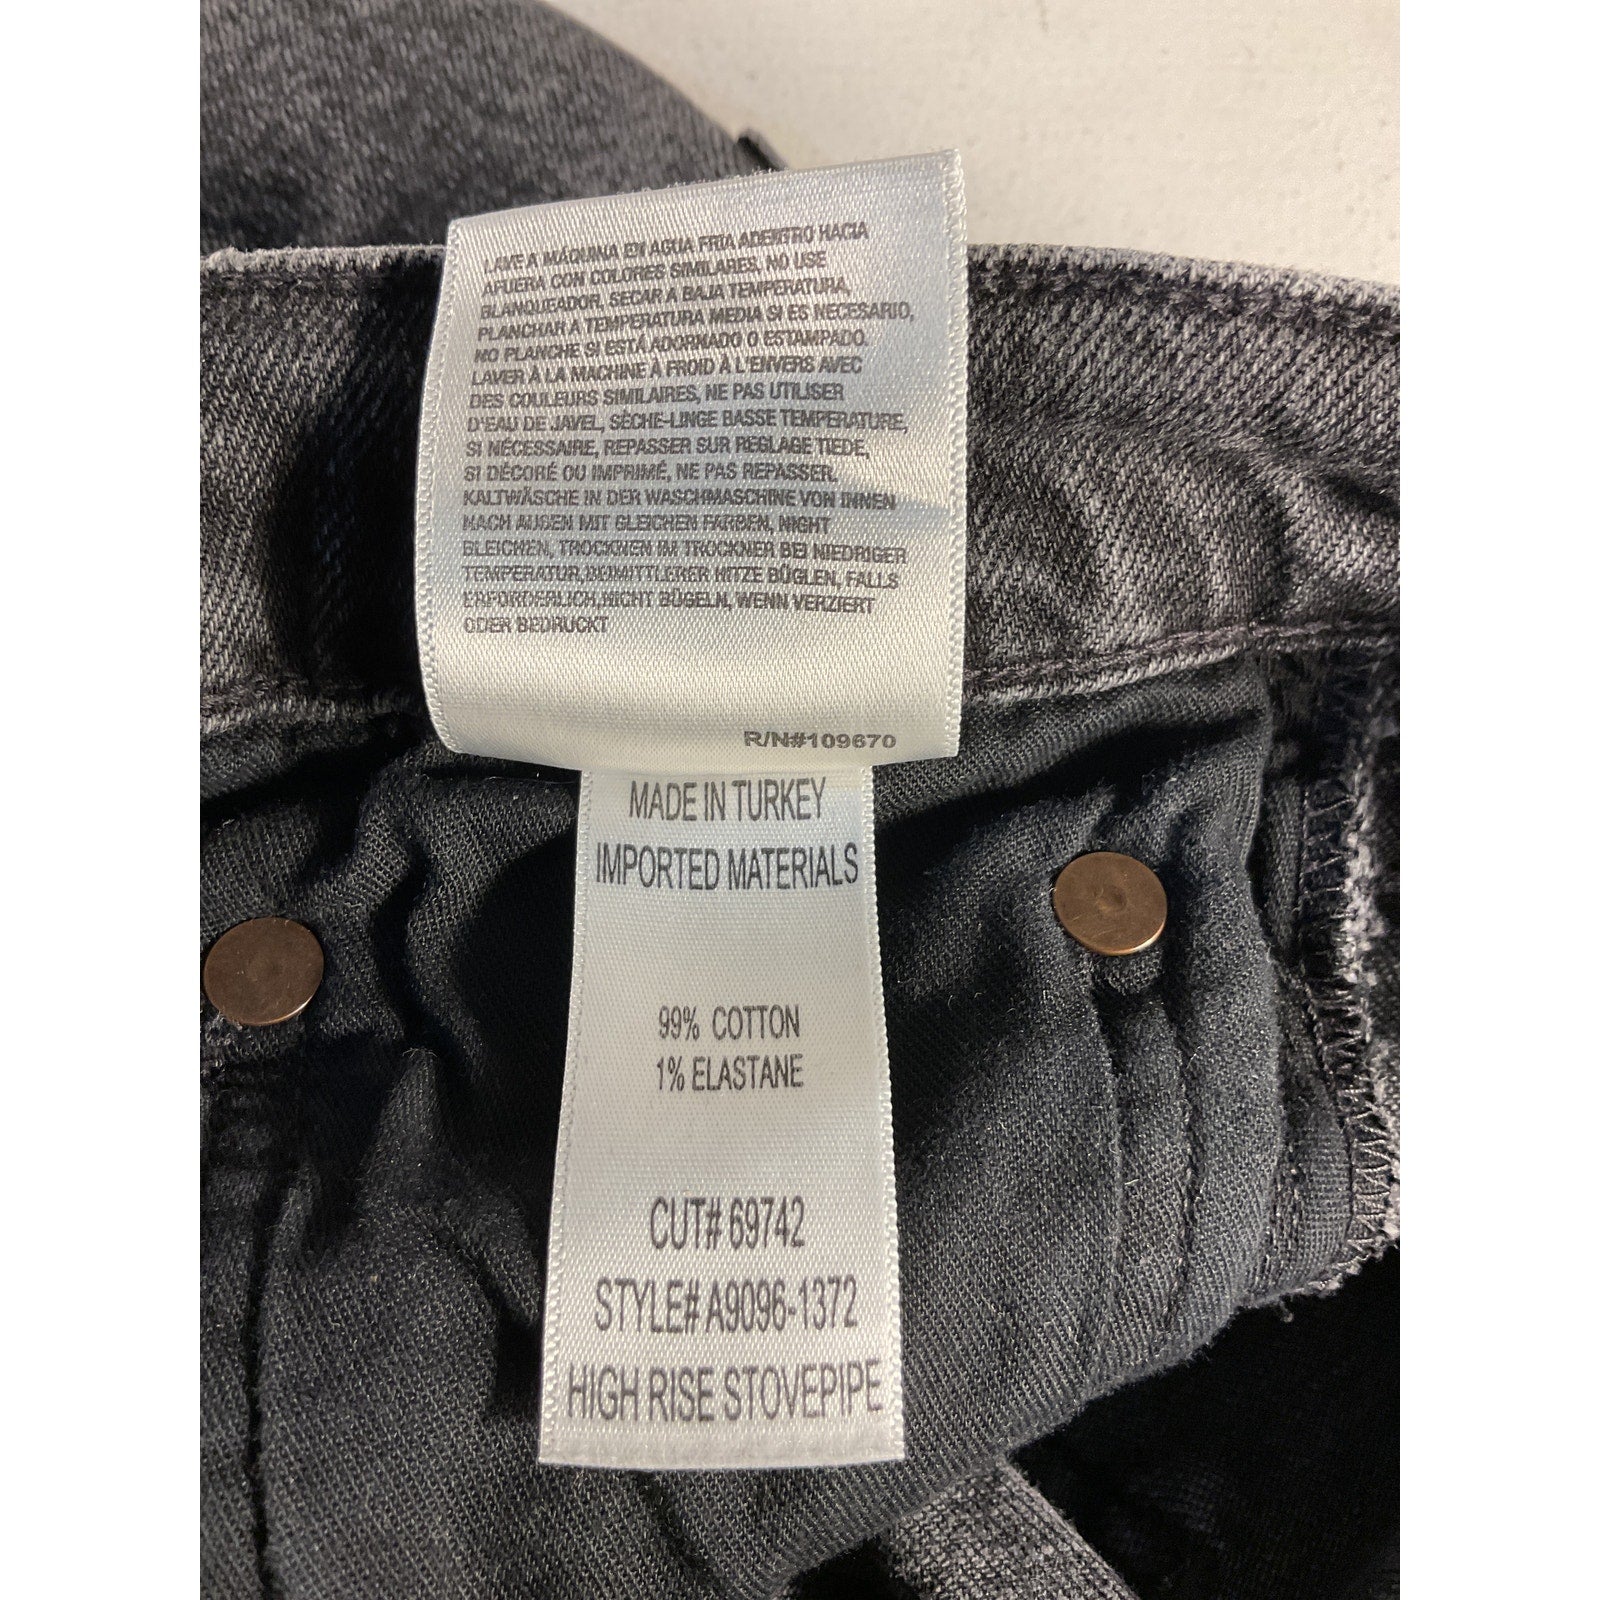 LAVE A MÁQUINA EN AGUA FRIA ADENTRO HACIA
AFUERA CON COLORES SIMILARES, NO USE
BLANQUEADOR, SECAR A BAJA TEMPERATURA,
PLANCHAR A TEMPERATURA MEDIA SI ES NECESARIO,
NO PLANCHE SI ESTÁ ADORNADO O ESTAMPADO.
LAVER À LA MACHINE À FROID À L'ENVERS AVEC
DES COULEURS SIMILAIRES, NE PAS UTILISER
D'EAU DE JAVEL, SÈCHE-LINGE BASSE TEMPERATURE,
SI NÉCESSAIRE, REPASSER SUR REGLAGE TIEDE,
SI DÉCORÉ OU IMPRIMÉ, NE PAS REPASSER.
KALTWÄSCHE IN DER WASCHMASCHINE VON INNEN
NACH AUßEN MIT GLEICHEN FARBEN, NIGHT
BLEICHEN, TROCKNEN IM TROCKNER BEI NIEDRIGER
TEMPERATUR,BEIMITTLERER HITZE BÜGLEN, FALLS
ERFORDERLICH,NICHT BÜGELN, WENN VERZIERT
ODER BEDRUCKT
R/N#109670
MADE IN TURKEY
IMPORTED MATERIALS
99% COTTON
1% ELASTANE
CUT# 69742
STYLE# A9096-1372
HIGH RISE STOVEPIPE